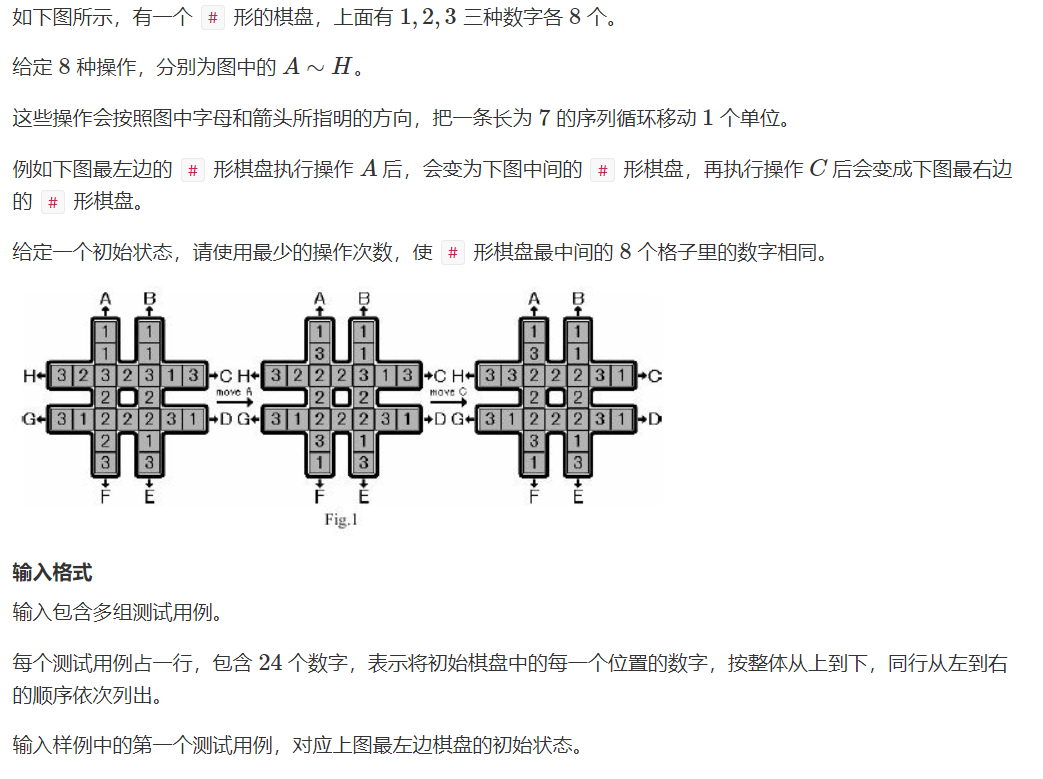 如下图所示，有一个 # 形的棋盘，上面有 1,2,3 三种数字各 8 个。
给定 8 种操作，分别为图中的 A ∼ H。
这些操作会按照图中字母和箭头所指明的方向，把一条长为 7 的序列循环移动 1 个单位。
例如下图最左边的 # 形棋盘执行操作 A 后，会变为下图中间的 # 形棋盘，再执行操作 C 后会变成下图最右边
的 # 形棋盘。
给定一个初始状态，请使用最少的操作次数，使 # 形棋盘最中间的 8 个格子里的数字相同。
A B A B A B
1 1 1 1 1 1
1 1 3 1 3 1
H 3 2 3 2 3 1 3 C H 3 2 2 2 3 1 3 C H 3 3 2 2 2 3 1 C
move A move C
2 2 2 2 2 2
G 3 1 2 2 2 3 1 D G 3 1 2 2 2 3 1 D G 3 1 2 2 2 3 1 D
2 1 3 1 3 1
3 3 1 3 1 3
F E F E F E
Fig.1
输入格式
输入包含多组测试用例。
每个测试用例占一行，包含 24 个数字，表示将初始棋盘中的每一个位置的数字，按整体从上到下，同行从左到右
的顺序依次列出。
输入样例中的第一个测试用例，对应上图最左边棋盘的初始状态。